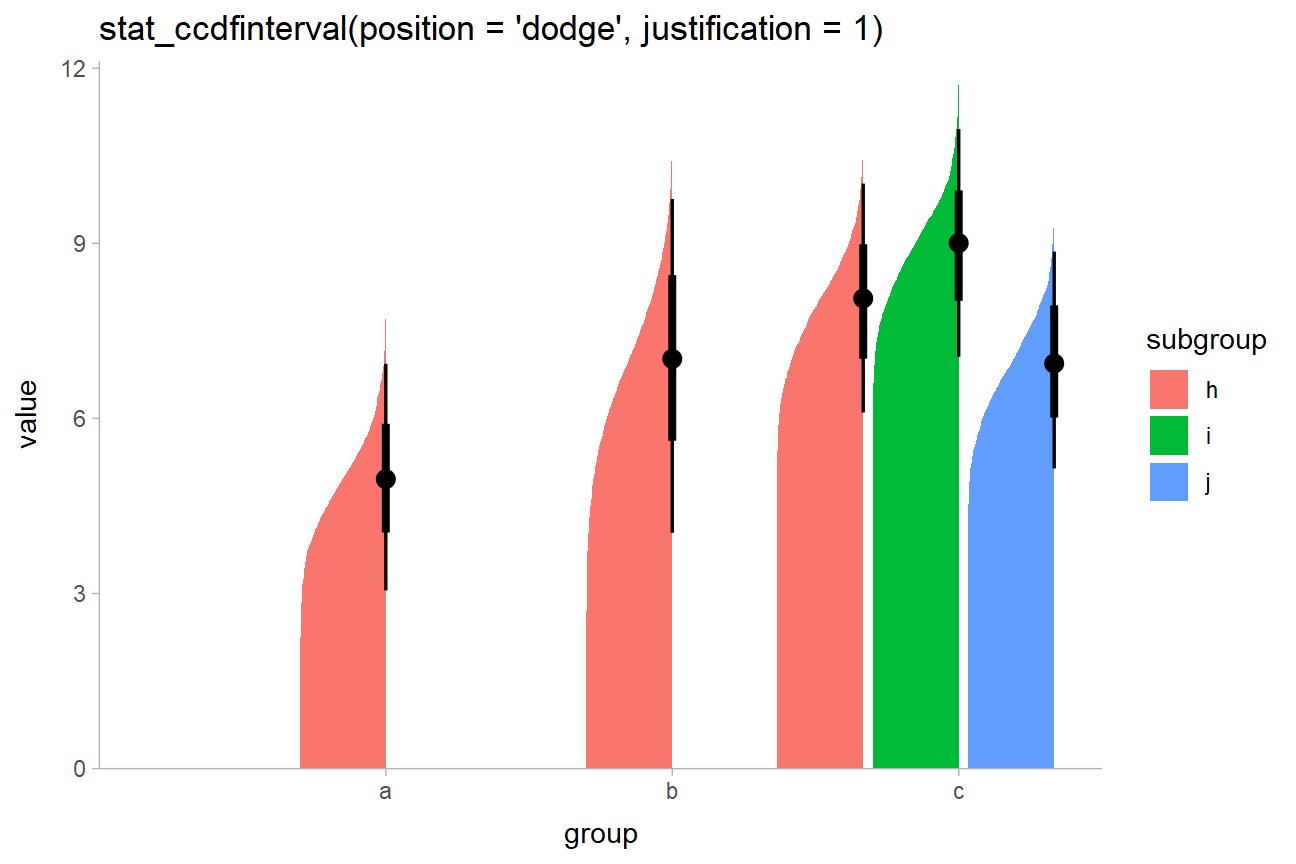 stat_ccdfinterval(position = 'dodge', justification = 1)
12
9
6
3
0
value
a b c
group
subgroup
h
i
j